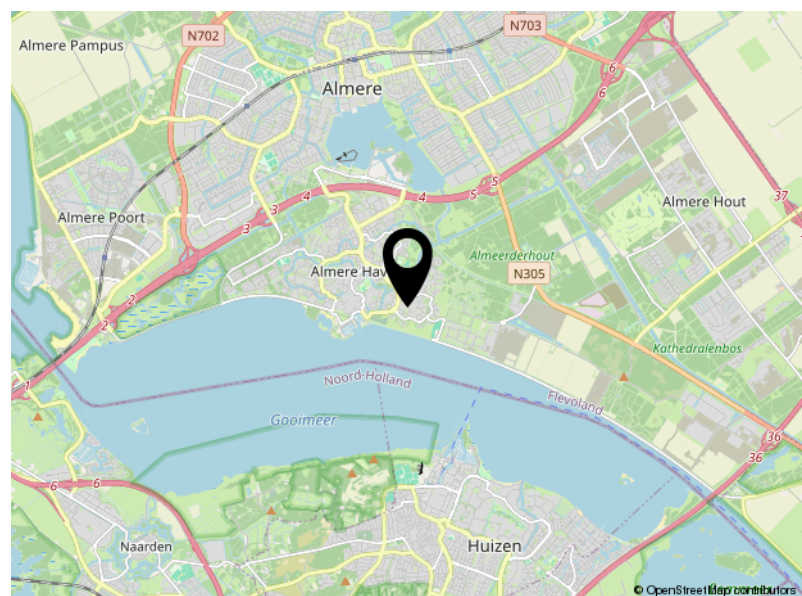 Almere Pampus
N702
N703
Almere
6
6
5
5
4
4
3
3
37
Almere Hout
Almere Poort
Almeerderhout
Almere Hav
N305
2
2
Kathedralenbos
Noord-Holland
Flevoland
1
Gooimeer
36
36
6
6
Naarden
Huizen
© OpenStreetMap contributors